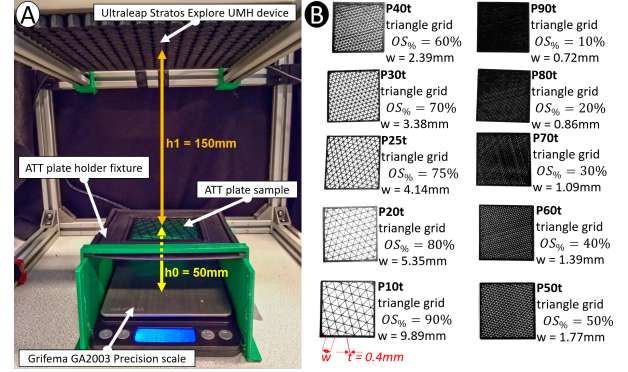 A
Ultraleap Stratos Explore UMH device
h1 = 150mm
ATT plate holder fixture
ATT plate sample
h0 = 50mm
Grifema GA2003 Precision scale
B
P40t
triangle grid
OS% = 60%
w = 2.39mm
P30t
triangle grid
OS% = 70%
w = 3.38mm
P25t
triangle grid
OS% = 75%
w = 4.14mm
P20t
triangle grid
OS% = 80%
w = 5.35mm
P10t
triangle grid
OS% = 90%
w = 9.89mm
w
t = 0.4mm
P90t
triangle grid
OS% = 10%
w = 0.72mm
P80t
triangle grid
OS% = 20%
w = 0.86mm
P70t
triangle grid
OS% = 30%
w = 1.09mm
P60t
triangle grid
OS% = 40%
w = 1.39mm
P50t
triangle grid
OS% = 50%
w = 1.77mm